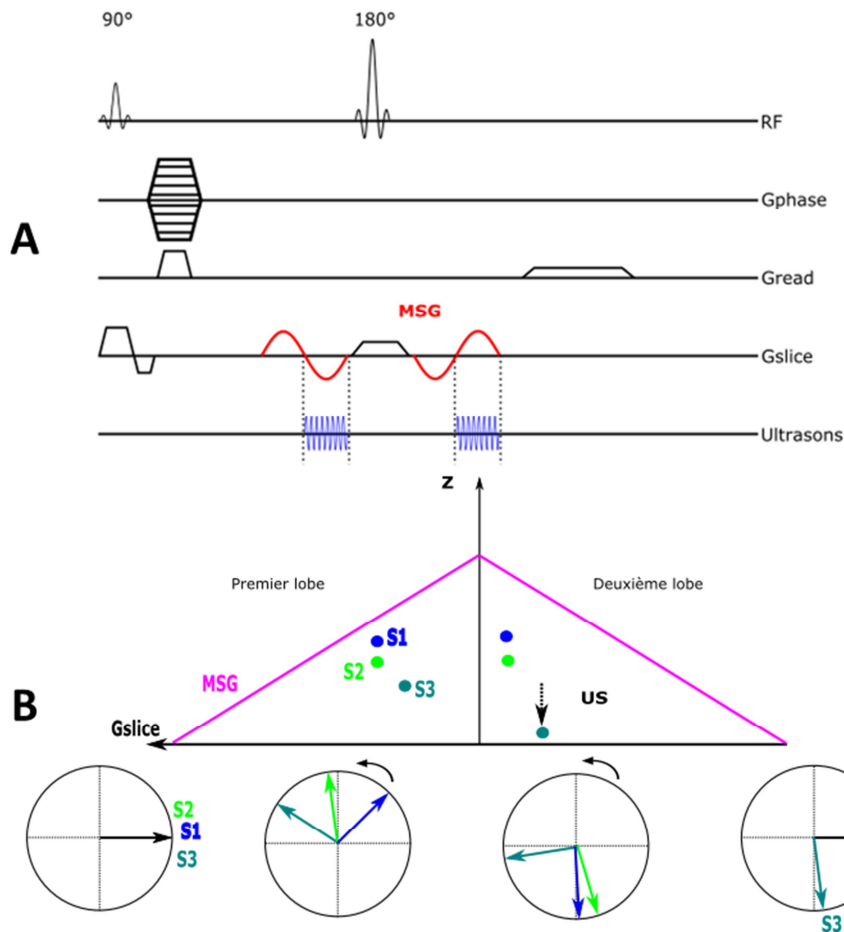 90° 180°
RF
Gphase
A
Gread
MSG
Gslice
Ultrasons
Z
Premier lobe Deuxième lobe
S1
S2
MSG S3
US
B
Gslice
S2
S1
S3
S3